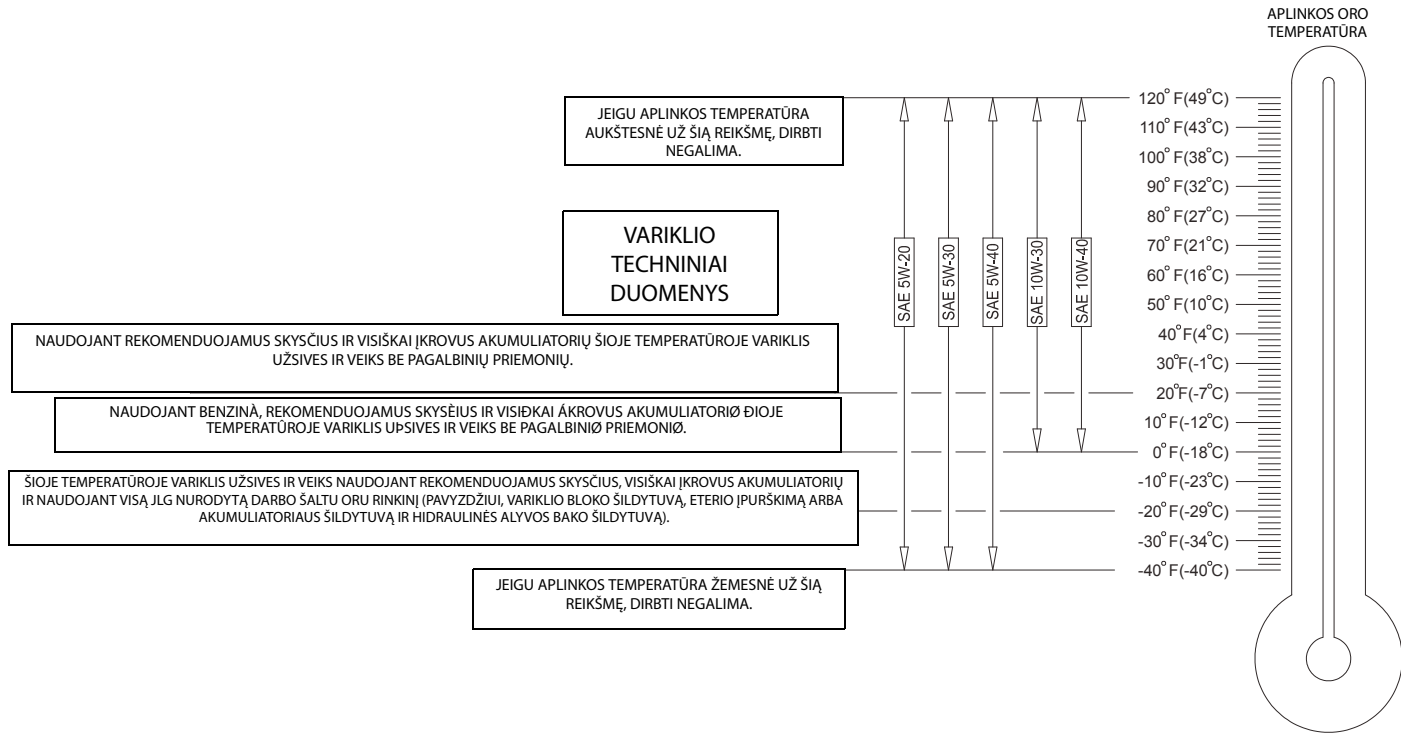 APLINKOS ORO
TEMPERATŪRA
JEIGU APLINKOS TEMPERATŪRA
AUKŠTESNĖ UŽ ŠIĄ REIKŠMĘ, DIRBTI
NEGALIMA.
VARIKLIO
TECHNINIAI
DUOMENYS
NAUDOJANT REKOMENDUOJAMUS SKYSČIUS IR VISIŠKAI ĮKROVUS AKUMULIATORIŲ ŠIOJE TEMPERATŪROJE VARIKLIS
UŽSIVES IR VEIKS BE PAGALBINIŲ PRIEMONIŲ.
NAUDOJANT BENZINÀ, REKOMENDUOJAMUS SKYSÈIUS IR VISIÐKAI ÁKROVUS AKUMULIATORIØ ÐIOJE
TEMPERATÛROJE VARIKLIS UÞSIVES IR VEIKS BE PAGALBINIØ PRIEMONIØ.
ŠIOJE TEMPERATŪROJE VARIKLIS UŽSIVES IR VEIKS NAUDOJANT REKOMENDUOJAMUS SKYSČIUS, VISIŠKAI ĮKROVUS AKUMULIATORIŲ
IR NAUDOJANT VISĄ JLG NURODYTĄ DARBO ŠALTU ORU RINKINĮ (PAVYZDŽIUI, VARIKLIO BLOKO ŠILDYTUVĄ, ETERIO ĮPURŠKIMĄ ARBA
AKUMULIATORIAUS ŠILDYTUVĄ IR HIDRAULINĖS ALYVOS BAKO ŠILDYTUVĄ).
JEIGU APLINKOS TEMPERATŪRA ŽEMESNĖ UŽ ŠIĄ
REIKŠMĘ, DIRBTI NEGALIMA.
SAE 5W-20
SAE 5W-30
SAE 5W-40
SAE 10W-30
SAE 10W-40
120° F(49°C)
110° F(43°C)
100° F(38°C)
90° F(32°C)
80° F(27°C)
70° F(21°C)
60° F(16°C)
50° F(10°C)
40° F(4°C)
30°F(-1°C)
20°F(-7°C)
10° F(-12°C)
0° F(-18°C)
-10° F(-23°C)
-20° F(-29°C)
-30° F(-34°C)
-40° F(-40°C)